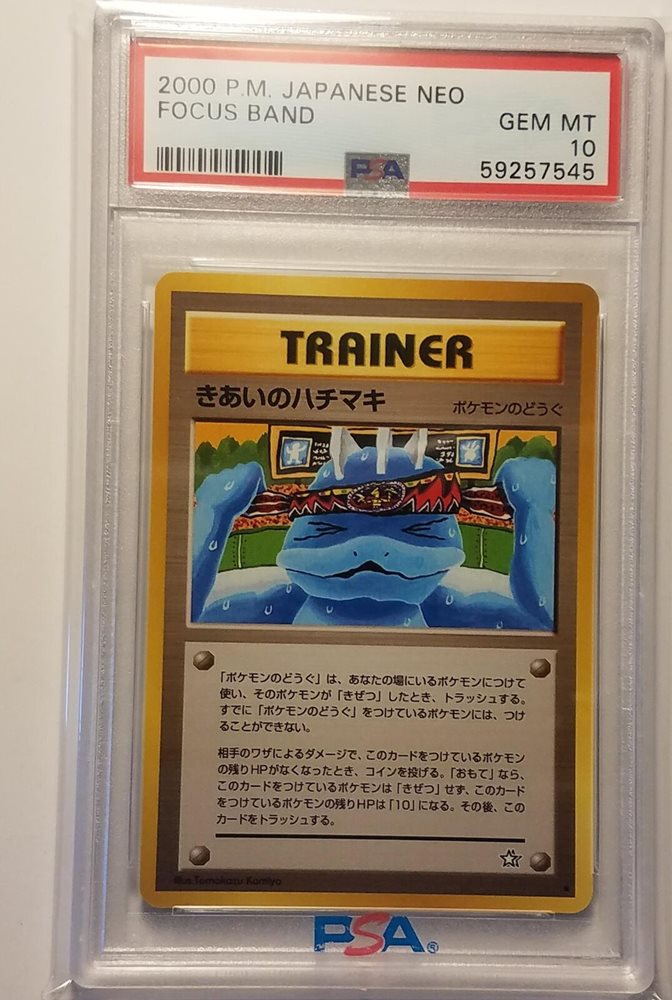 2000 P.M. JAPANESE NEO
FOCUS BAND
GEM MT
10
PSA
59257545
TRAINER
きあいのハチマキ
ポケモンのどうぐ
「ポケモンのどうぐ」は、あなたの場にいるポケモンにつけて
使い、そのポケモンが「きぜつ」したとき、トラッシュする。
すでに「ポケモンのどうぐ」をつけているポケモンには、つけ
ることができない。
相手のワザによるダメージで、このカードをつけているポケモン
の残りHPがなくなったとき、コインを投げる。「おもて」なら、
このカードをつけているポケモンは「きぜつ」せず、このカード
をつけているポケモンの残りHPは「10」になる。その後、この
カードをトラッシュする。
Illus. Tomokazu Komiya
PSA®